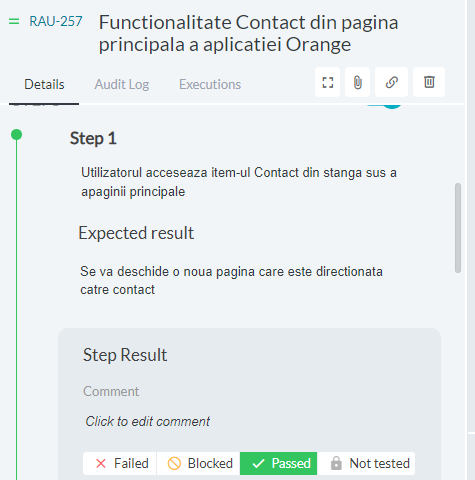 RAU-257
Functionalitate Contact din pagina
principala a aplicatiei Orange
Details
Audit Log
Executions
Step 1
Utilizatorul acceseaza item-ul Contact din stanga sus a
apaginii principale
Expected result
Se va deschide o noua pagina care este directionata
catre contact
Step Result
Comment
Click to edit comment
Failed
Blocked
Passed
Not tested